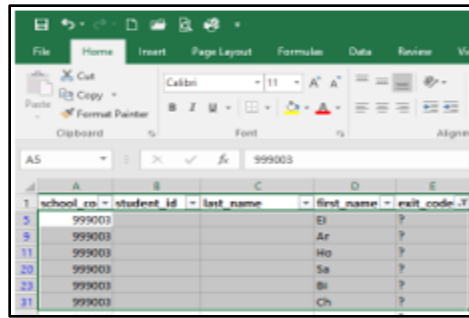 File Home Insert Page Layout Formulas Data Review
Cut
Calibri 11 A A
Paste Copy
B I U A
Format Painter
Clipboard Font Alignm
A5 fx 999003
A B C D E
1 school_co student_id last_name first_name exit_code
5 999003 El ?
9 999003 Ar ?
11 999003 Ho ?
20 999003 Sa ?
23 999003 Bi ?
31 999003 Ch ?